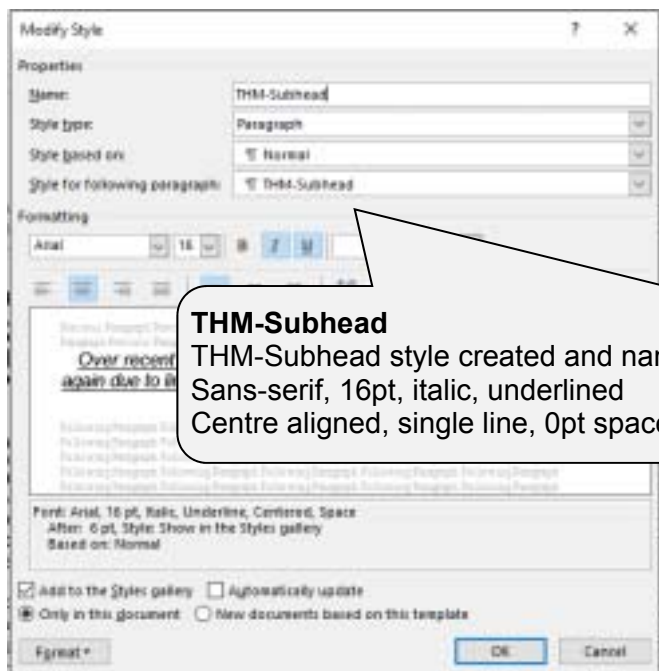 Modify Style ? ×
Properties
Name: THM-Subhead
Style type: Paragraph
Style based on: ¶ Normal
Style for following paragraph: ¶ THM-Subhead
Formatting
Arial 16 B I U
THM-Subhead
THM-Subhead style created and nam
Sans-serif, 16pt, italic, underlined
Centre aligned, single line, 0pt space
Over recent
again due to
Font: Arial, 16 pt, Italic, Underline, Centered, Space
After: 6 pt, Style: Show in the Styles gallery
Based on: Normal
Add to the Styles gallery Automatically update
Only in this document New documents based on this template
Format OK Cancel